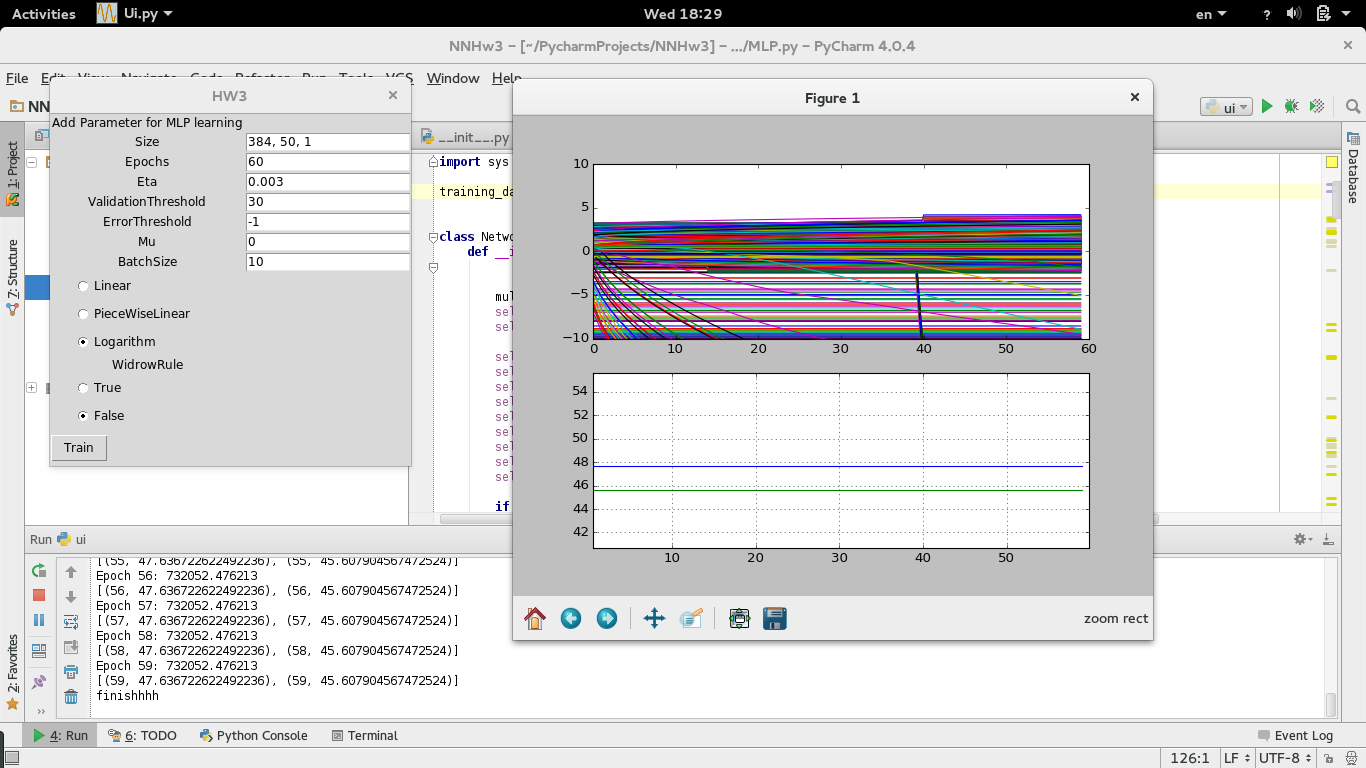 Activities Ui.py Wed 18:29 en ?
NNHw3 – [~/PycharmProjects/NNHw3] – .../MLP.py – PyCharm 4.0.4
File Edit View Navigate Code Refactor Run Tools VCS Window Help
NN ui
HW3
Add Parameter for MLP learning
Size 384, 50, 1
Epochs 60
Eta 0.003
ValidationThreshold 30
ErrorThreshold -1
Mu 0
BatchSize 10
Linear
PieceWiseLinear
Logarithm
WidrowRule
True
False
Train
1: Project
7: Structure
2: Favorites
Database
__init__.py
import sys
training_da
class Netwo
def __i
mul
sel
sel
sel
sel
sel
sel
sel
sel
sel
sel
sel
if
Figure 1
10
5
0
−5
−10
0 10 20 30 40 50 60
54
52
50
48
46
44
42
10 20 30 40 50
zoom rect
Run ui
[(55, 47.636722622492236), (55, 45.607904567472524)]
Epoch 56: 732052.476213
[(56, 47.636722622492236), (56, 45.607904567472524)]
Epoch 57: 732052.476213
[(57, 47.636722622492236), (57, 45.607904567472524)]
Epoch 58: 732052.476213
[(58, 47.636722622492236), (58, 45.607904567472524)]
Epoch 59: 732052.476213
[(59, 47.636722622492236), (59, 45.607904567472524)]
finishhhh
4: Run 6: TODO Python Console Terminal Event Log
126:1 LF UTF-8